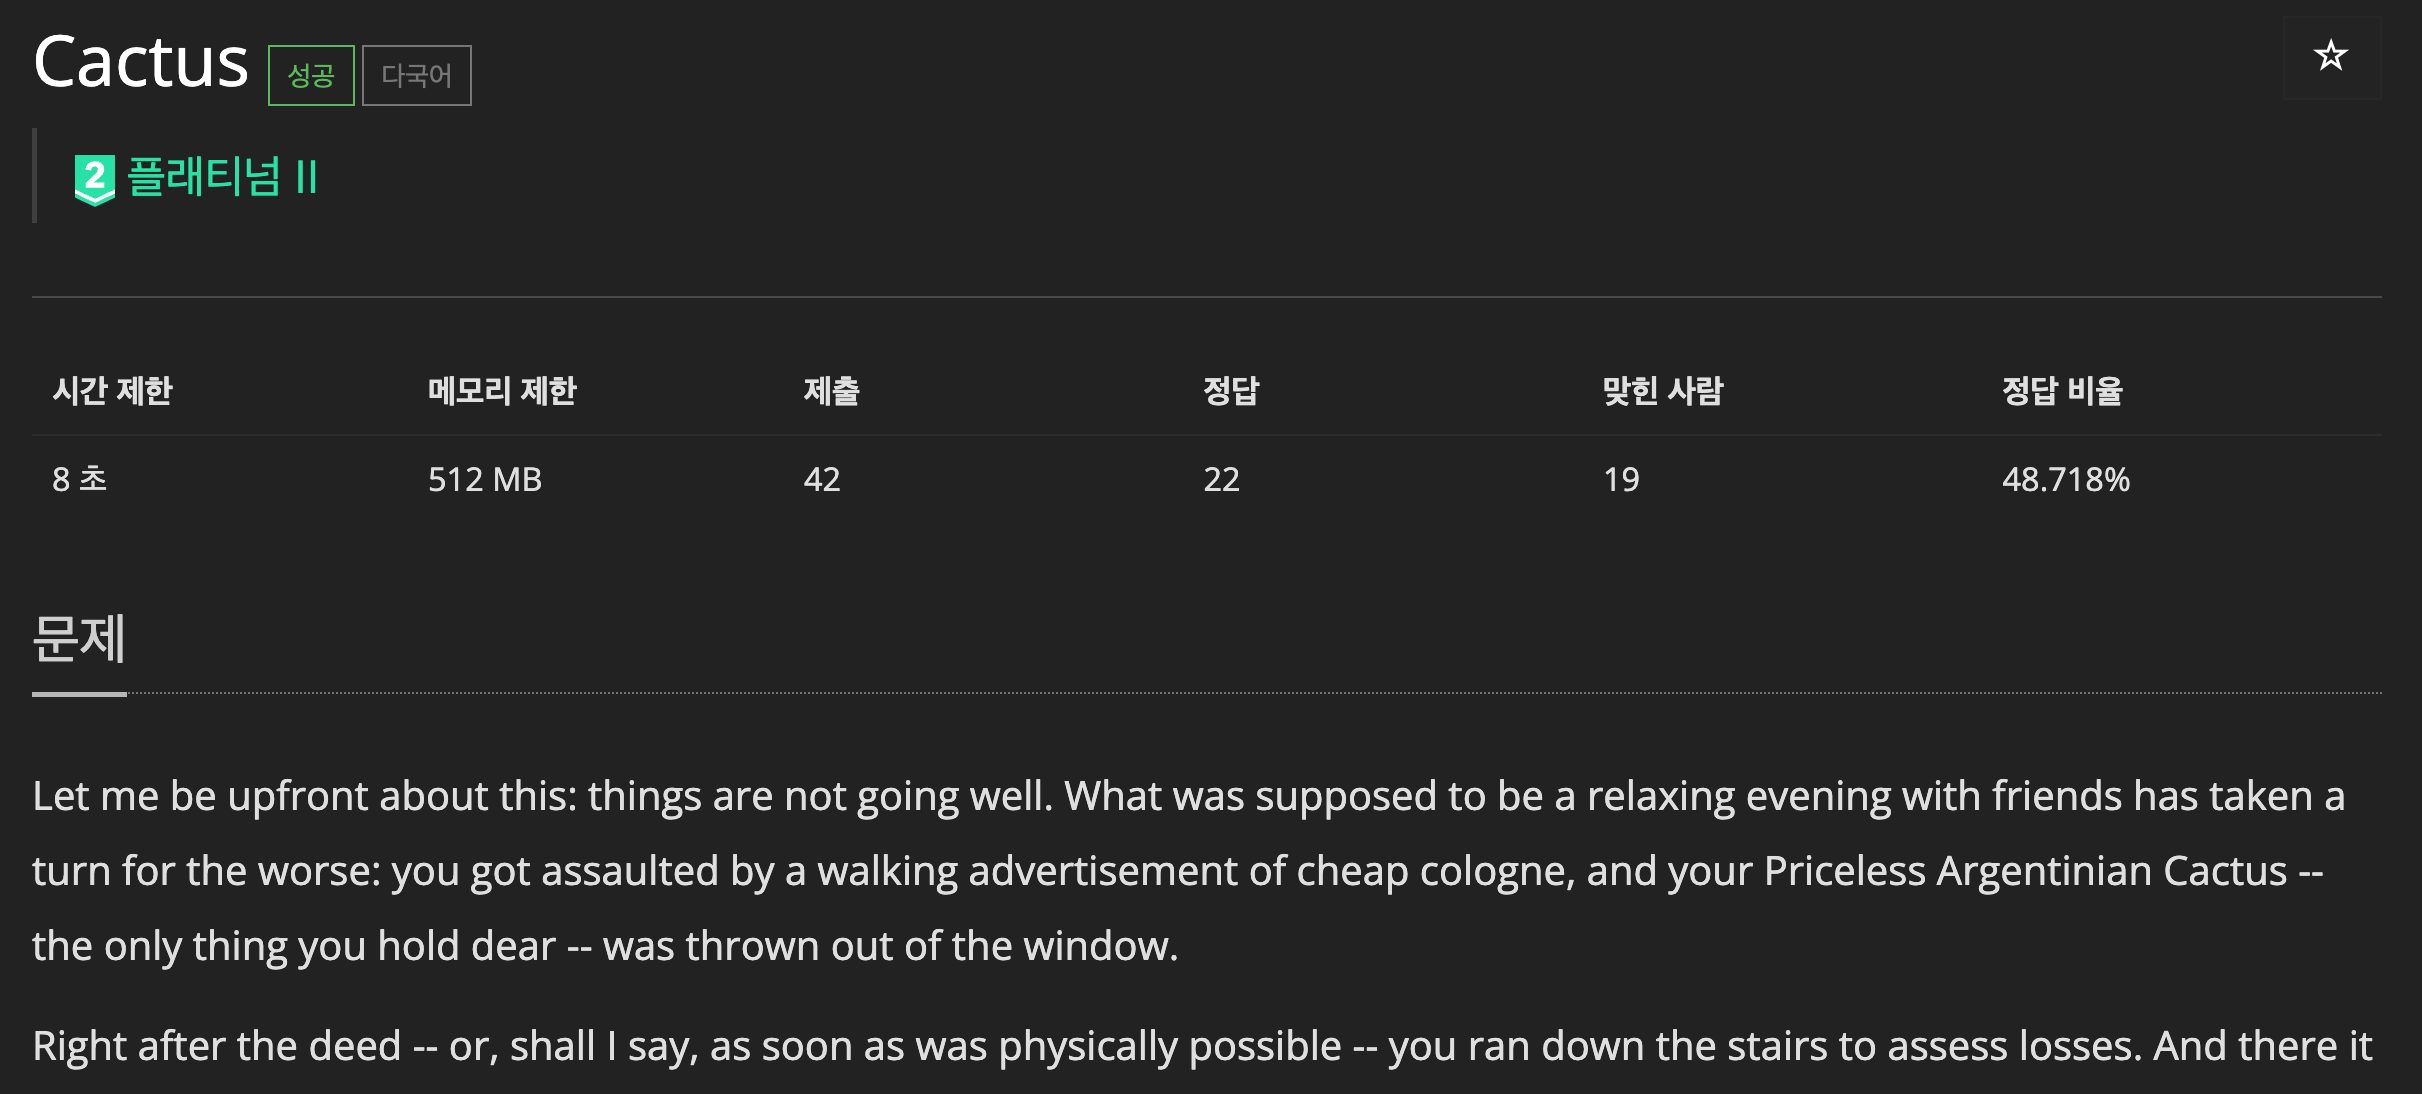 Cactus 성공 다국어
☆
2 플래티넘 II
시간 제한 메모리 제한 제출 정답 맞힌 사람 정답 비율
8 초 512 MB 42 22 19 48.718%
문제
Let me be upfront about this: things are not going well. What was supposed to be a relaxing evening with friends has taken a
turn for the worse: you got assaulted by a walking advertisement of cheap cologne, and your Priceless Argentinian Cactus --
the only thing you hold dear -- was thrown out of the window.
Right after the deed -- or, shall I say, as soon as was physically possible -- you ran down the stairs to assess losses. And there it